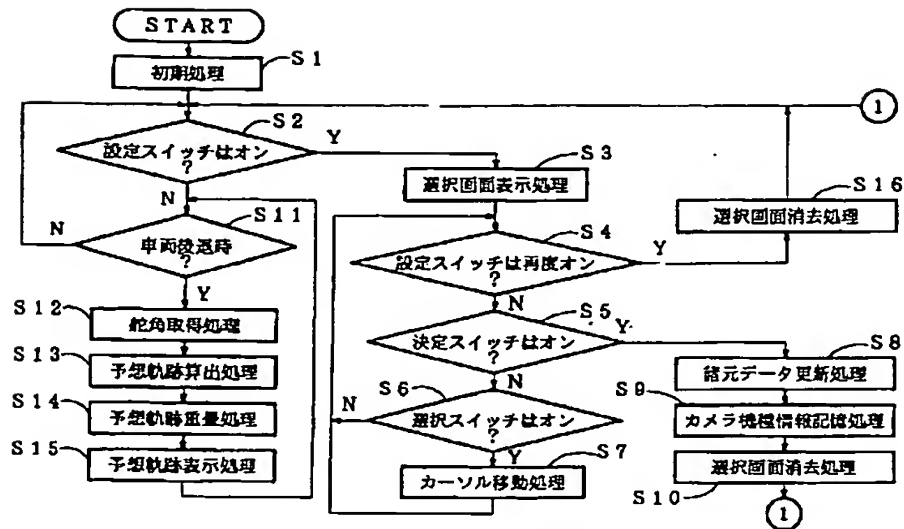 START
初期処理
S1
設定スイッチはオン
?
S2
Y
N
車両後退時
?
S11
N
Y
舵角取得処理
S12
予想軌跡算出処理
S13
予想軌跡重畳処理
S14
予想軌跡表示処理
S15
選択画面表示処理
S3
設定スイッチは再度オン
?
S4
Y
N
決定スイッチはオン
?
S5
Y
N
選択スイッチはオン
?
S6
N
Y
カーソル移動処理
S7
諸元データ更新処理
S8
カメラ機種情報記憶処理
S9
選択画面消去処理
S10
1
選択画面消去処理
S16
1